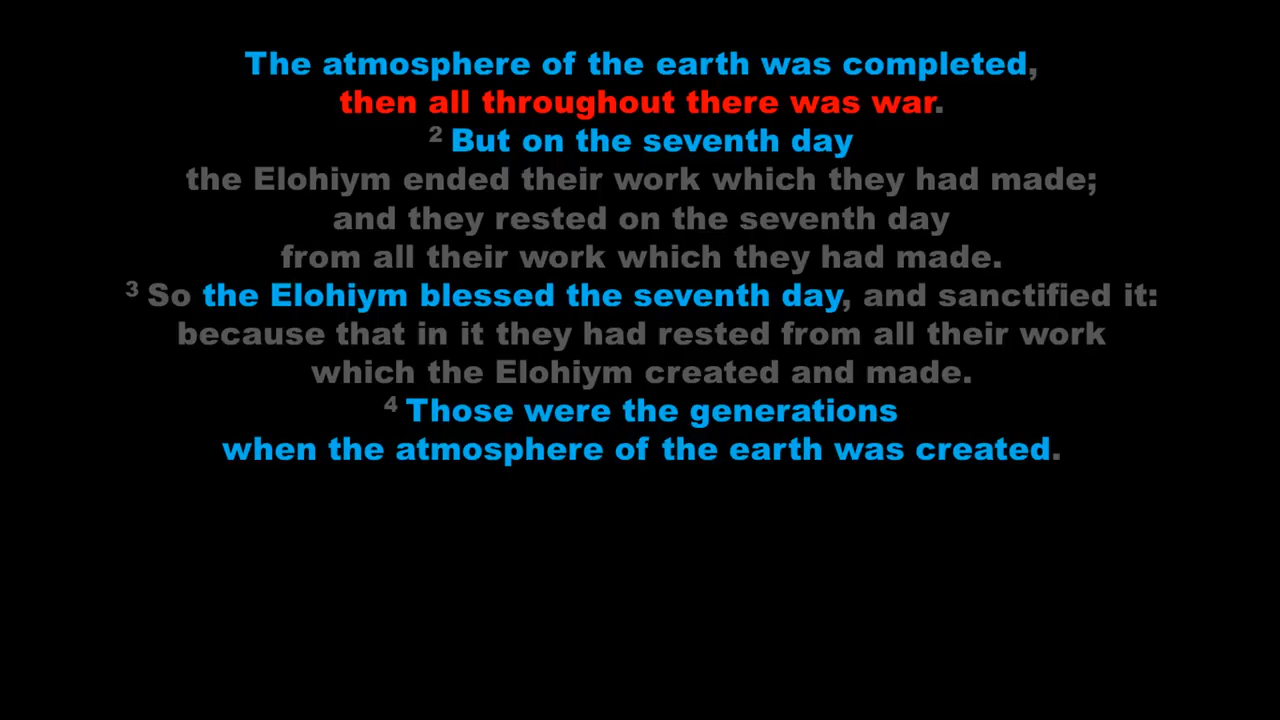 The atmosphere of the earth was completed,
then all throughout there was war.
2 But on the seventh day
the Elohiym ended their work which they had made;
and they rested on the seventh day
from all their work which they had made.
3 So the Elohiym blessed the seventh day, and sanctified it:
because that in it they had rested from all their work
which the Elohiym created and made.
4 Those were the generations
when the atmosphere of the earth was created.